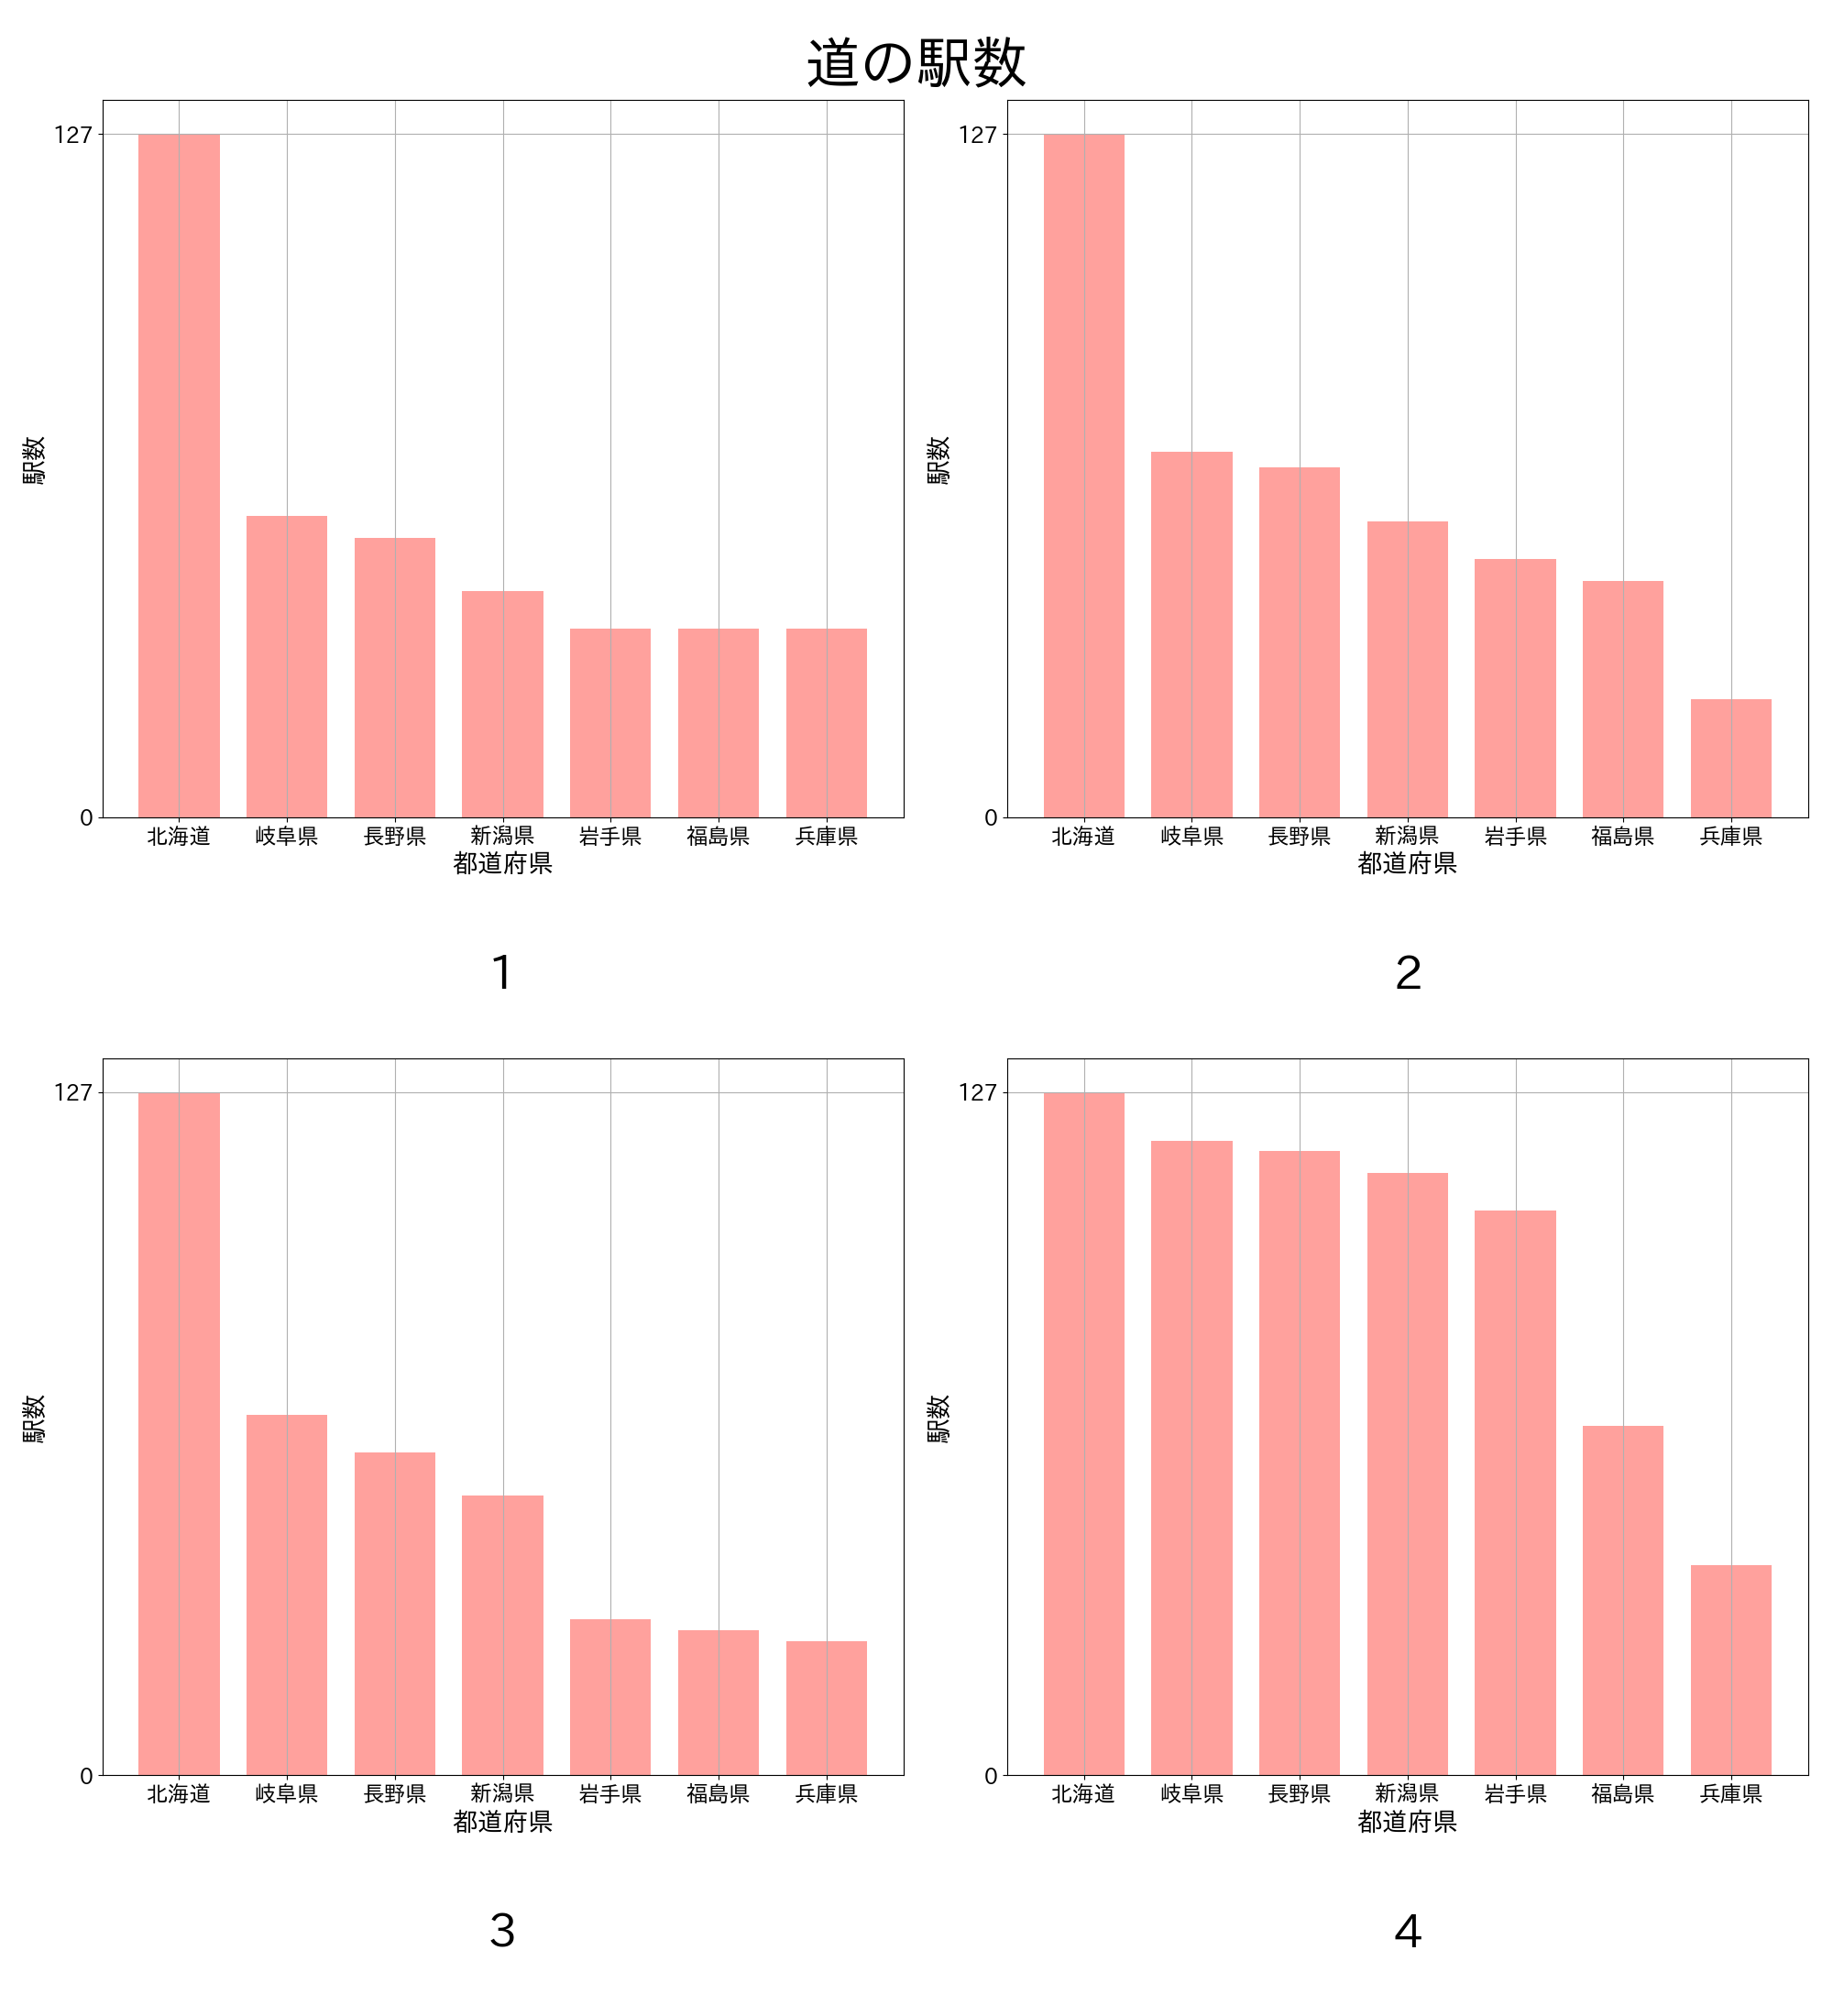 道の駅数
127
駅数
0
北海道 岐阜県 長野県 新潟県 岩手県 福島県 兵庫県
都道府県
1
127
駅数
0
北海道 岐阜県 長野県 新潟県 岩手県 福島県 兵庫県
都道府県
2
127
駅数
0
北海道 岐阜県 長野県 新潟県 岩手県 福島県 兵庫県
都道府県
3
127
駅数
0
北海道 岐阜県 長野県 新潟県 岩手県 福島県 兵庫県
都道府県
4